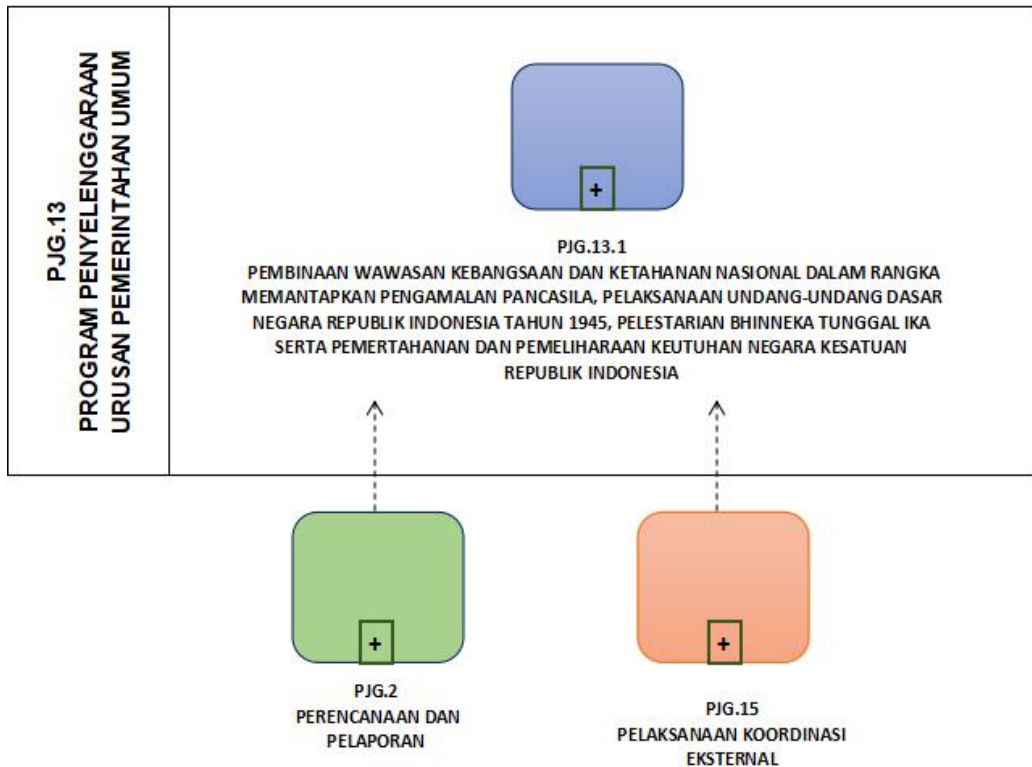 PJG.13
PROGRAM PENYELENGGARAAN
URUSAN PEMERINTAHAN UMUM
+
PJG.13.1
PEMBINAAN WAWASAN KEBANGSAAN DAN KETAHANAN NASIONAL DALAM RANGKA
MEMANTAPKAN PENGAMALAN PANCASILA, PELAKSANAAN UNDANG-UNDANG DASAR
NEGARA REPUBLIK INDONESIA TAHUN 1945, PELESTARIAN BHINNEKA TUNGGAL IKA
SERTA PEMERTAHANAN DAN PEMELIHARAAN KEUTUHAN NEGARA KESATUAN
REPUBLIK INDONESIA
+
PJG.2
PERENCANAAN DAN
PELAPORAN
+
PJG.15
PELAKSANAAN KOORDINASI
EKSTERNAL